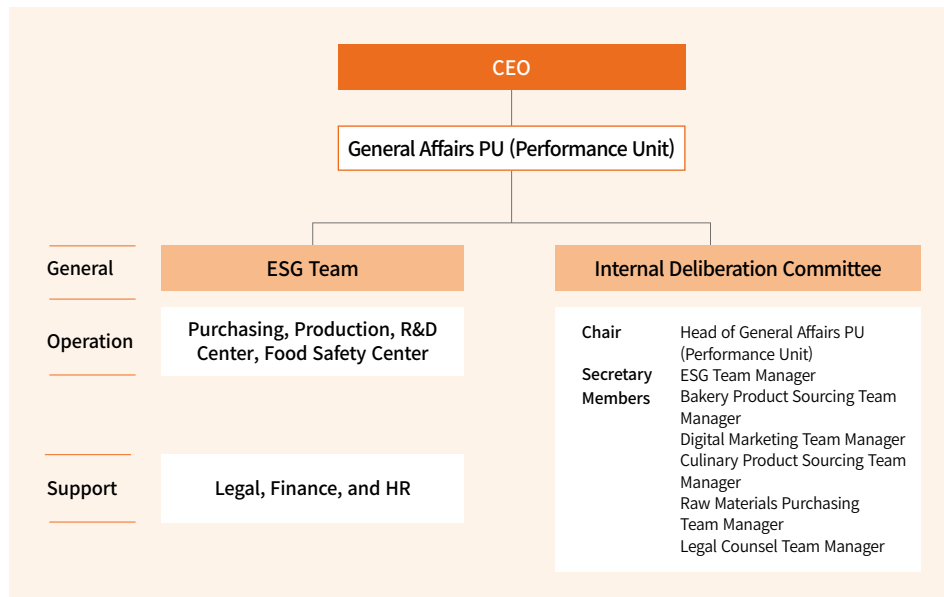 CEO
General Affairs PU (Performance Unit)
General
ESG Team
Internal Deliberation Committee
Operation
Purchasing, Production, R&D
Center, Food Safety Center
Support
Legal, Finance, and HR
Chair Head of General Affairs PU
(Performance Unit)
Secretary ESG Team Manager
Members Bakery Product Sourcing Team
Manager
Digital Marketing Team Manager
Culinary Product Sourcing Team
Manager
Raw Materials Purchasing
Team Manager
Legal Counsel Team Manager